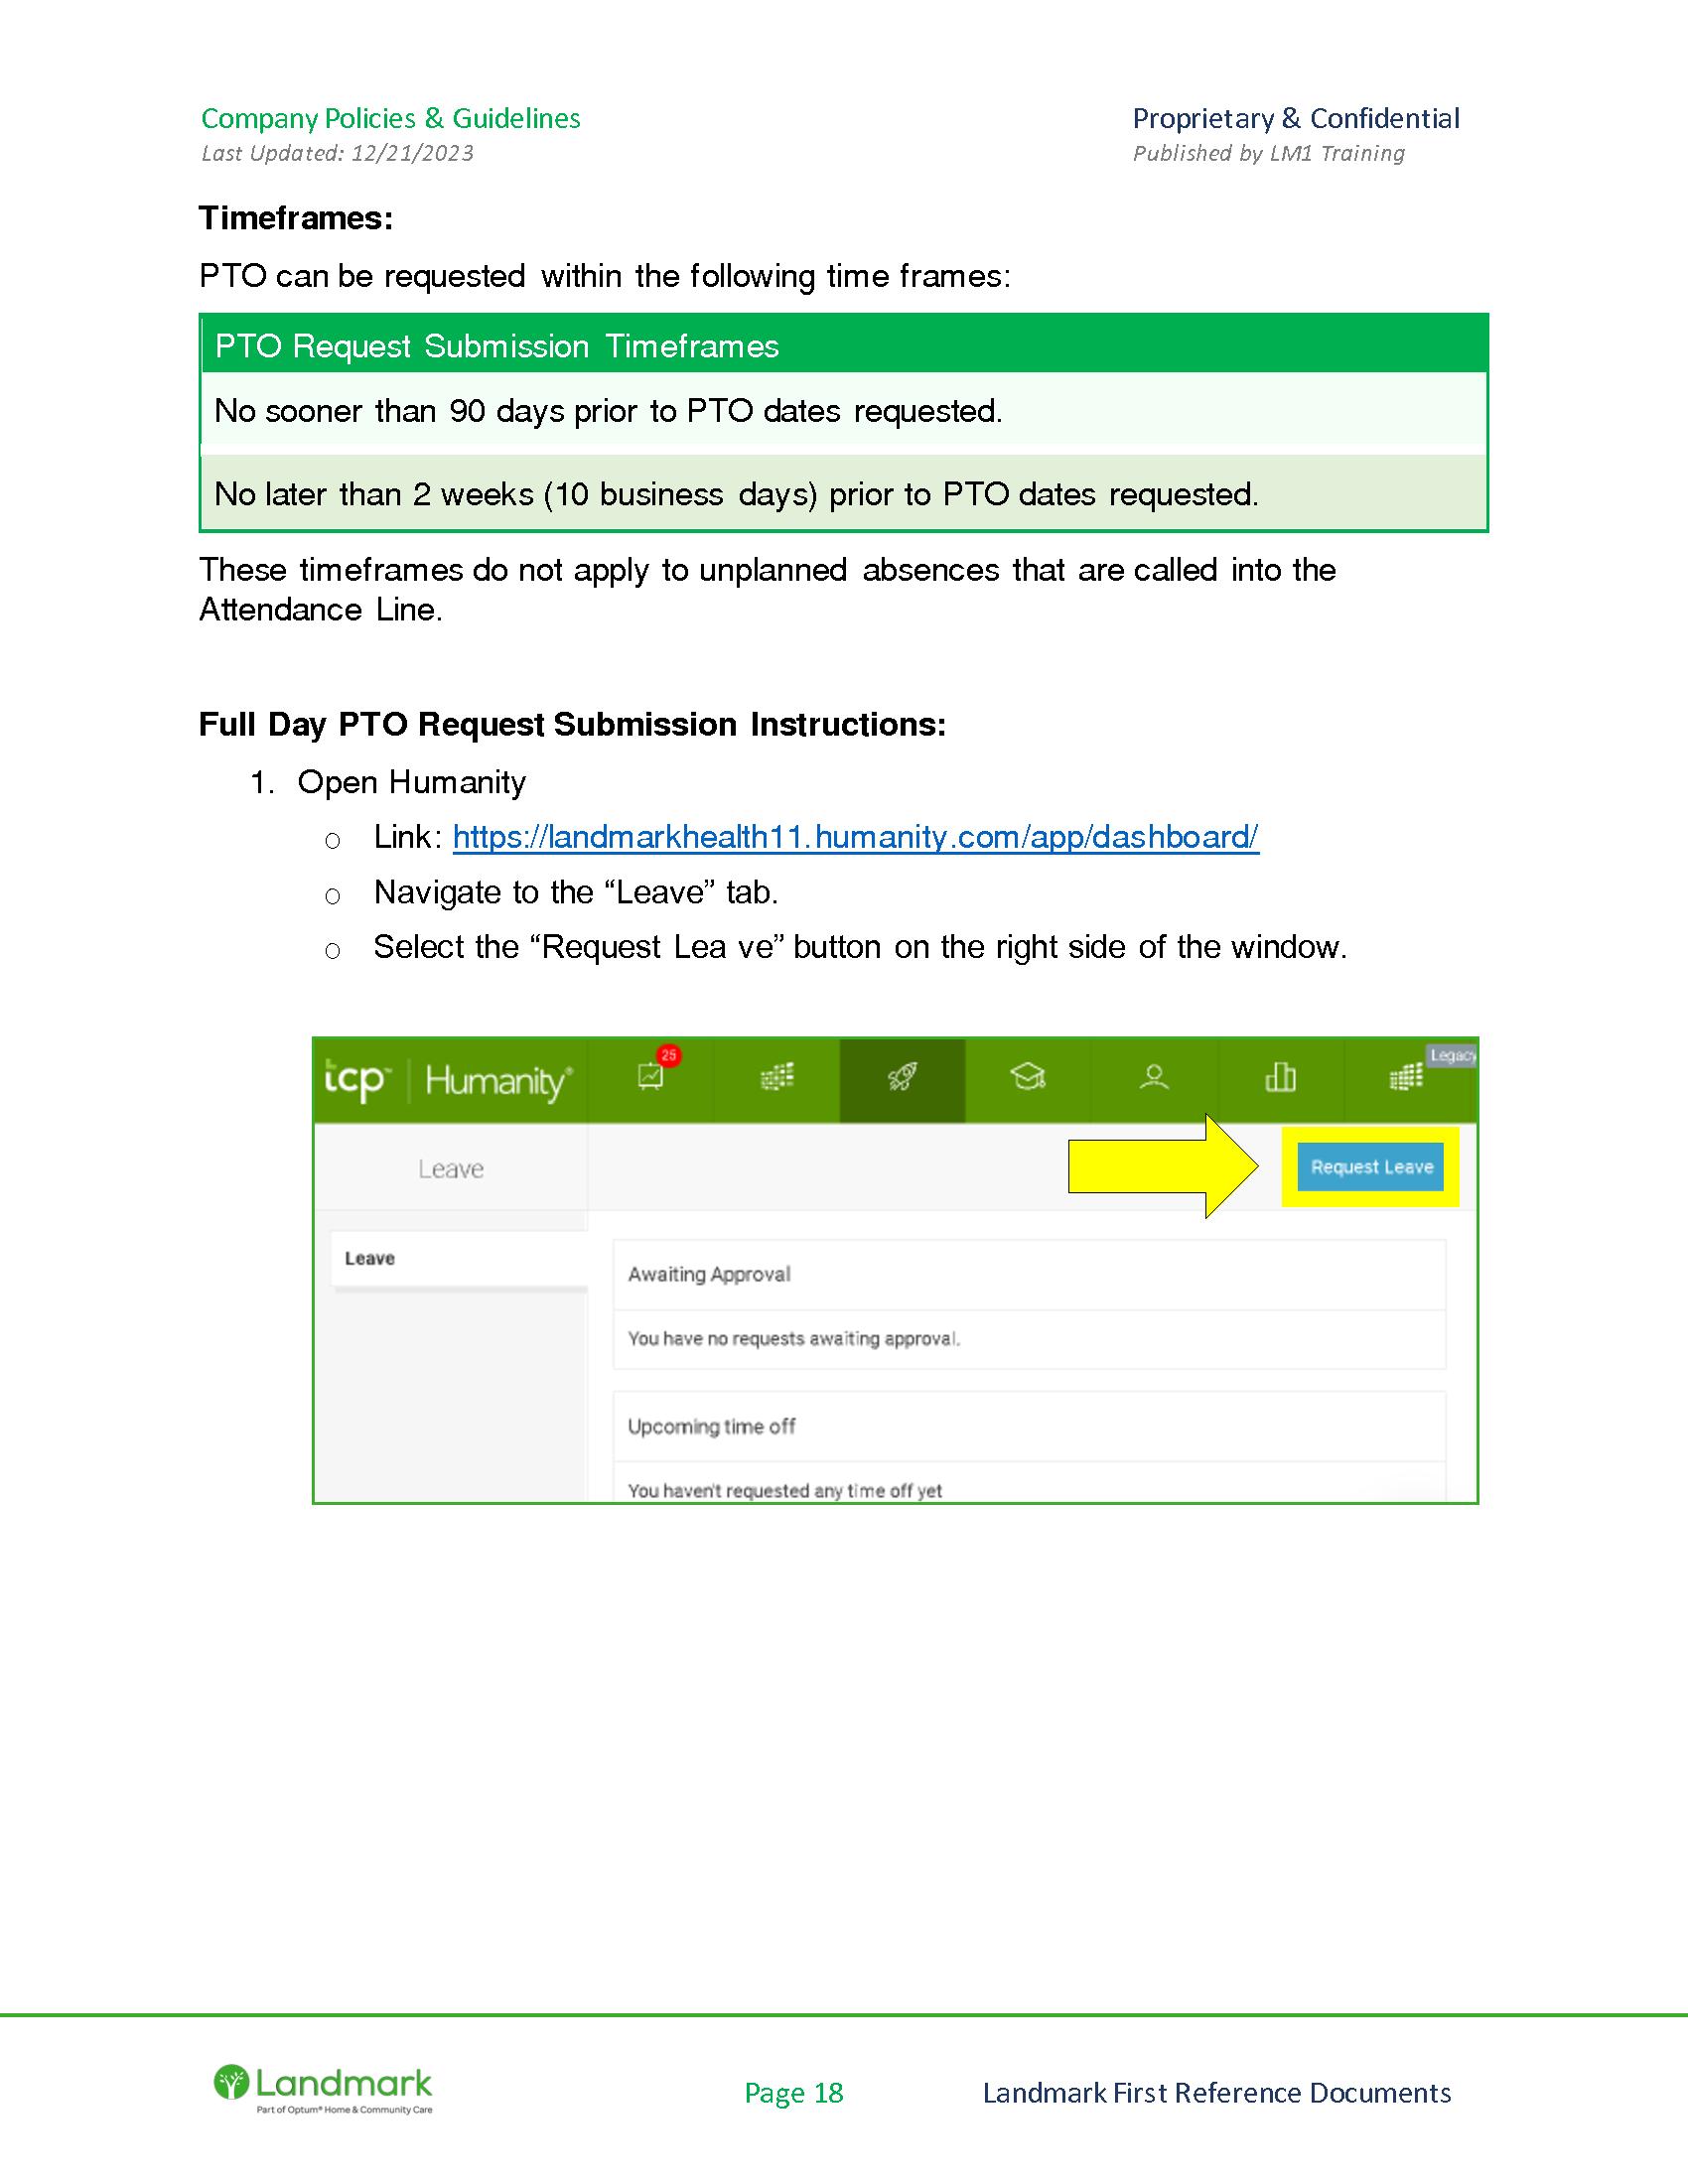 Company Policies & Guidelines
Proprietary & Confidential
Last Updated: 12/21/2023
Published by LM1 Training
Timeframes:
PTO can be requested within the following time frames:
PTO Request Submission Timeframes
No sooner than 90 days prior to PTO dates requested.
No later than 2 weeks (10 business days) prior to PTO dates requested.
These timeframes do not apply to unplanned absences that are called into the
Attendance Line.
Full Day PTO Request Submission Instructions:
1. Open Humanity
o Link: https://landmarkhealth11.humanity.com/app/dashboard/
o Navigate to the “Leave” tab.
o Select the “Request Lea ve” button on the right side of the window.
tcp™ | Humanity®
25
Legacy
Leave
Request Leave
Leave
Awaiting Approval
You have no requests awaiting approval.
Upcoming time off
You haven't requested any time off yet
Landmark
Part of Optum® Home & Community Care
Page 18
Landmark First Reference Documents